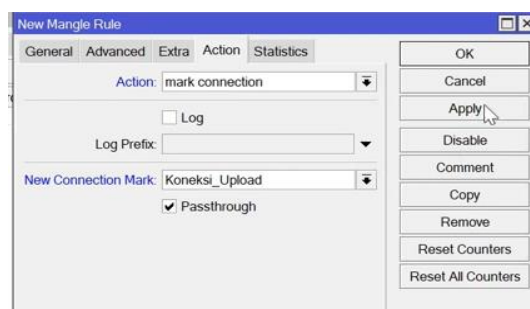 New Mangle Rule
General Advanced Extra Action Statistics
Action: mark connection
Log
Log Prefix:
New Connection Mark: Koneksi_Upload
Passthrough
OK
Cancel
Apply
Disable
Comment
Copy
Remove
Reset Counters
Reset All Counters